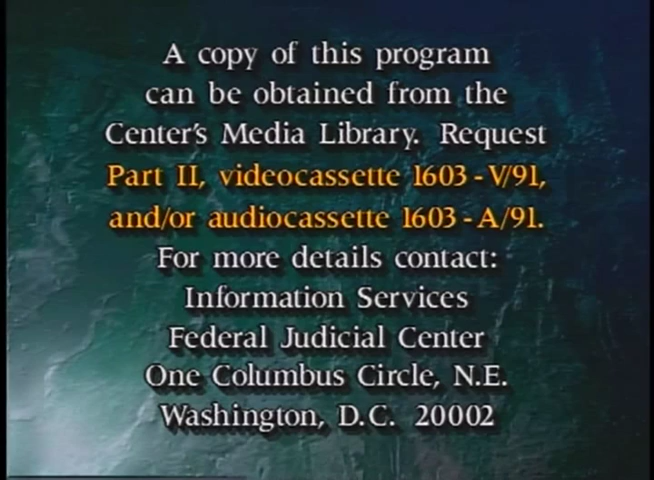 A copy of this program
can be obtained from the
Center's Media Library. Request
Part II, videocassette 1603-V/91,
and/or audiocassette 1603-A/91.
For more details contact:
Information Services
Federal Judicial Center
One Columbus Circle, N.E.
Washington, D.C. 20002